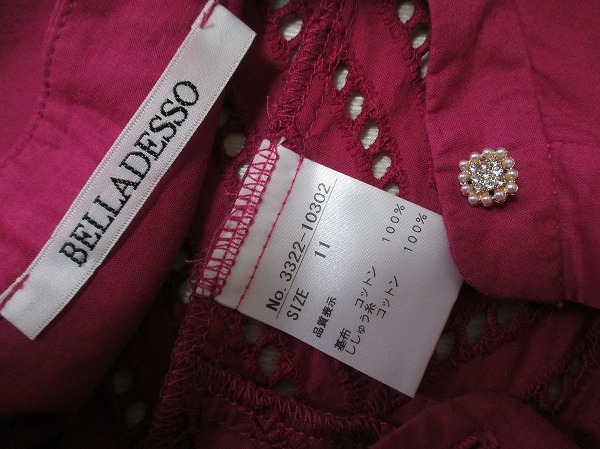 BELLADESSO
No. 3322-10302
SIZE 11
品質表示
基布 コットン 100%
ししゅう糸 コットン 100%